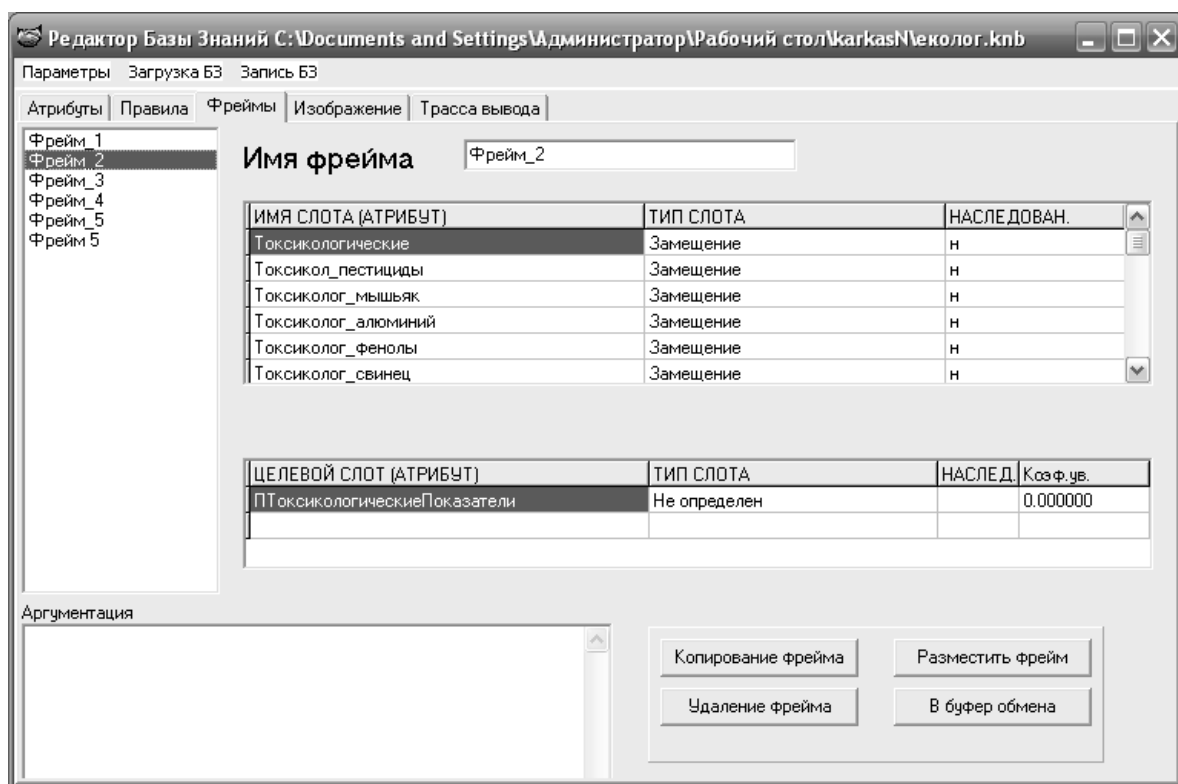 Редактор Базы Знаний C:\Documents and Settings\Администратор\Рабочий стол\karkasN\еколог.knb
Параметры Загрузка БЗ Запись БЗ
Атрибуты Правила Фреймы Изображение Трасса вывода
Фрейм_1
Фрейм_2
Фрейм_3
Фрейм_4
Фрейм_5
Фрейм 5
Имя фрейма Фрейм_2
ИМЯ СЛОТА (АТРИБУТ) ТИП СЛОТА НАСЛЕДОВАН.
Токсикологические Замещение н
Токсикол_пестициды Замещение н
Токсиколог_мышьяк Замещение н
Токсиколог_алюминий Замещение н
Токсиколог_фенолы Замещение н
Токсиколог_свинец Замещение н
ЦЕЛЕВОЙ СЛОТ (АТРИБУТ) ТИП СЛОТА НАСЛЕД. Коэф.ув.
ПТоксикологическиеПоказатели Не определен 0.000000
Аргументация
Копирование фрейма Разместить фрейм
Удаление фрейма В буфер обмена